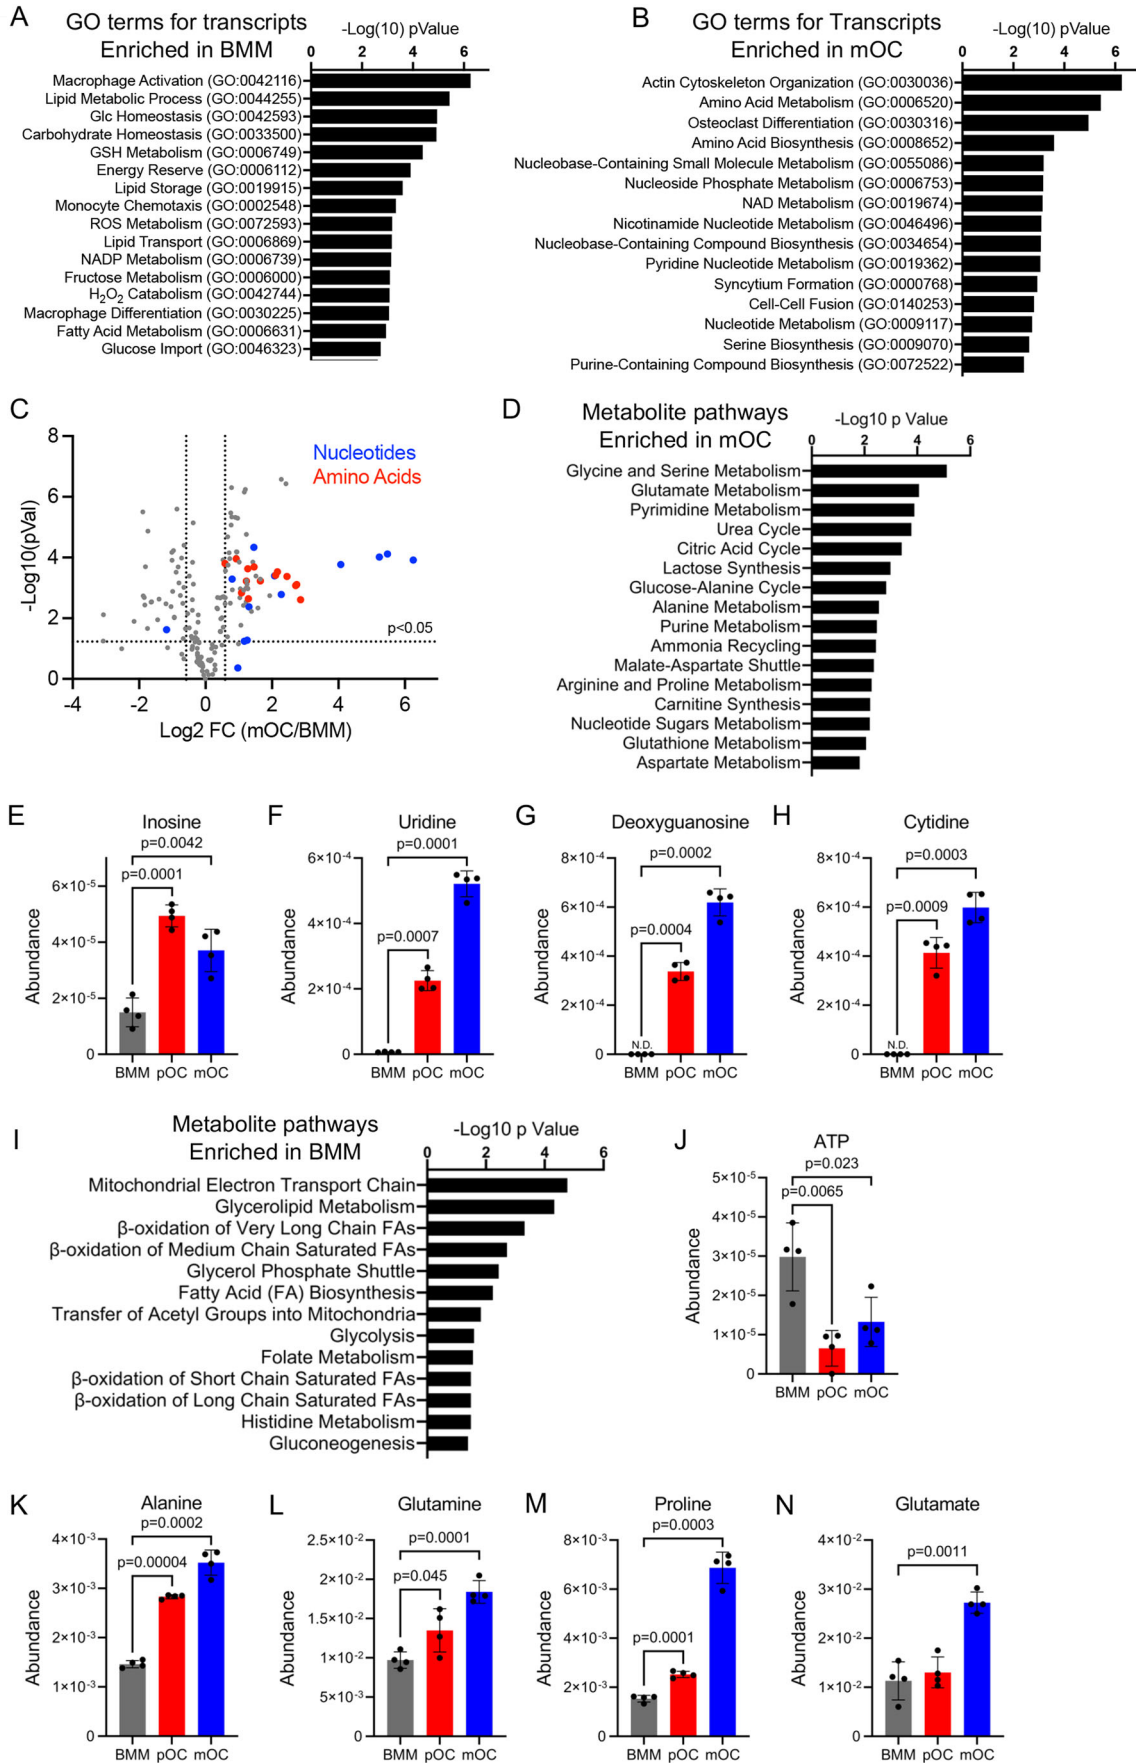 A
GO terms for transcripts
Enriched in BMM
-Log(10) pValue
0 2 4 6
Macrophage Activation (GO:0042116)
Lipid Metabolic Process (GO:0044255)
Glc Homeostasis (GO:0042593)
Carbohydrate Homeostasis (GO:0033500)
GSH Metabolism (GO:0006749)
Energy Reserve (GO:0006112)
Lipid Storage (GO:0019915)
Monocyte Chemotaxis (GO:0002548)
ROS Metabolism (GO:0072593)
Lipid Transport (GO:0006869)
NADP Metabolism (GO:0006739)
Fructose Metabolism (GO:0006000)
H₂O₂ Catabolism (GO:0042744)
Macrophage Differentiation (GO:0030225)
Fatty Acid Metabolism (GO:0006631)
Glucose Import (GO:0046323)
B
GO terms for Transcripts
Enriched in mOC
-Log(10) pValue
0 2 4 6
Actin Cytoskeleton Organization (GO:0030036)
Amino Acid Metabolism (GO:0006520)
Osteoclast Differentiation (GO:0030316)
Amino Acid Biosynthesis (GO:0008652)
Nucleobase-Containing Small Molecule Metabolism (GO:0055086)
Nucleoside Phosphate Metabolism (GO:0006753)
NAD Metabolism (GO:0019674)
Nicotinamide Nucleotide Metabolism (GO:0046496)
Nucleobase-Containing Compound Biosynthesis (GO:0034654)
Pyridine Nucleotide Metabolism (GO:0019362)
Syncytium Formation (GO:0000768)
Cell-Cell Fusion (GO:0140253)
Nucleotide Metabolism (GO:0009117)
Serine Biosynthesis (GO:0009070)
Purine-Containing Compound Biosynthesis (GO:0072522)
C
Nucleotides
Amino Acids
-Log10(pVal)
8
6
4
2
0
p<0.05
-4 -2 0 2 4 6
Log2 FC (mOC/BMM)
D
Metabolite pathways
Enriched in mOC
-Log10 p Value
0 2 4 6
Glycine and Serine Metabolism
Glutamate Metabolism
Pyrimidine Metabolism
Urea Cycle
Citric Acid Cycle
Lactose Synthesis
Glucose-Alanine Cycle
Alanine Metabolism
Purine Metabolism
Ammonia Recycling
Malate-Aspartate Shuttle
Arginine and Proline Metabolism
Carnitine Synthesis
Nucleotide Sugars Metabolism
Glutathione Metabolism
Aspartate Metabolism
E
Inosine
p=0.0042
p=0.0001
Abundance
6×10⁻⁵
4×10⁻⁵
2×10⁻⁵
0
BMM pOC mOC
F
Uridine
p=0.0001
p=0.0007
Abundance
6×10⁻⁴
4×10⁻⁴
2×10⁻⁴
0
BMM pOC mOC
G
Deoxyguanosine
p=0.0002
p=0.0004
Abundance
8×10⁻⁴
6×10⁻⁴
4×10⁻⁴
2×10⁻⁴
0
N.D.
BMM pOC mOC
H
Cytidine
p=0.0003
p=0.0009
Abundance
8×10⁻⁴
6×10⁻⁴
4×10⁻⁴
2×10⁻⁴
0
N.D.
BMM pOC mOC
I
Metabolite pathways
Enriched in BMM
-Log10 p Value
0 2 4 6
Mitochondrial Electron Transport Chain
Glycerolipid Metabolism
β-oxidation of Very Long Chain FAs
β-oxidation of Medium Chain Saturated FAs
Glycerol Phosphate Shuttle
Fatty Acid (FA) Biosynthesis
Transfer of Acetyl Groups into Mitochondria
Glycolysis
Folate Metabolism
β-oxidation of Short Chain Saturated FAs
β-oxidation of Long Chain Saturated FAs
Histidine Metabolism
Gluconeogenesis
J
ATP
p=0.023
p=0.0065
Abundance
5×10⁻⁵
4×10⁻⁵
3×10⁻⁵
2×10⁻⁵
1×10⁻⁵
0
BMM pOC mOC
K
Alanine
p=0.0002
p=0.00004
Abundance
4×10⁻³
3×10⁻³
2×10⁻³
1×10⁻³
0
BMM pOC mOC
L
Glutamine
p=0.0001
p=0.045
Abundance
2.5×10⁻²
2×10⁻²
1.5×10⁻²
1×10⁻²
5×10⁻³
0
BMM pOC mOC
M
Proline
p=0.0003
p=0.0001
Abundance
8×10⁻³
6×10⁻³
4×10⁻³
2×10⁻³
0
BMM pOC mOC
N
Glutamate
p=0.0011
Abundance
4×10⁻²
3×10⁻²
2×10⁻²
1×10⁻²
0
BMM pOC mOC